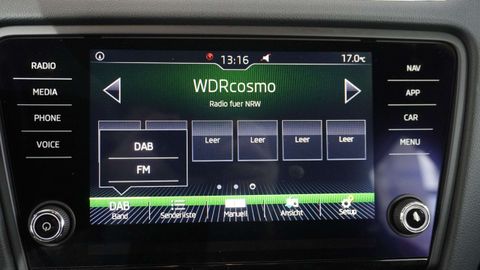 13:16 17.0°C
RADIO
MEDIA
PHONE
VOICE
WDRcosmo
Radio fuer NRW
Leer Leer Leer Leer
DAB
FM
DAB
Band
Senderliste
Manuell
Ansicht
Setup
NAV
APP
CAR
MENU